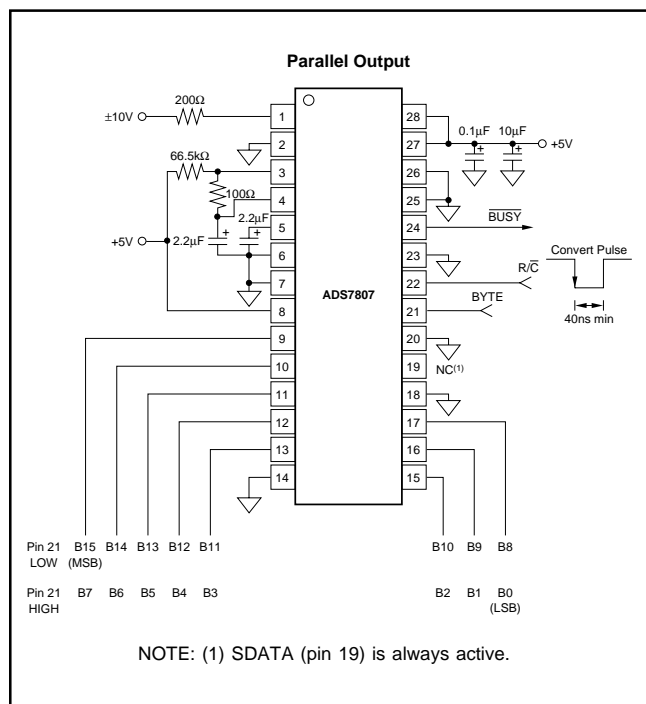 Parallel Output
200Ω
±10V
1
28
0.1µF 10µF
+
+
+5V
2
27
66.5kΩ
3
26
100Ω
4
25
2.2µF
5
24
BUSY
+5V
2.2µF
+
+
6
23
Convert Pulse
7
22
R/C
ADS7807
BYTE
8
21
40ns min
9
20
NC(1)
10
19
11
18
12
17
13
16
14
15
Pin 21 B15 B14 B13 B12 B11 B10 B9 B8
LOW (MSB)
Pin 21 B7 B6 B5 B4 B3 B2 B1 B0
HIGH (LSB)
NOTE: (1) SDATA (pin 19) is always active.